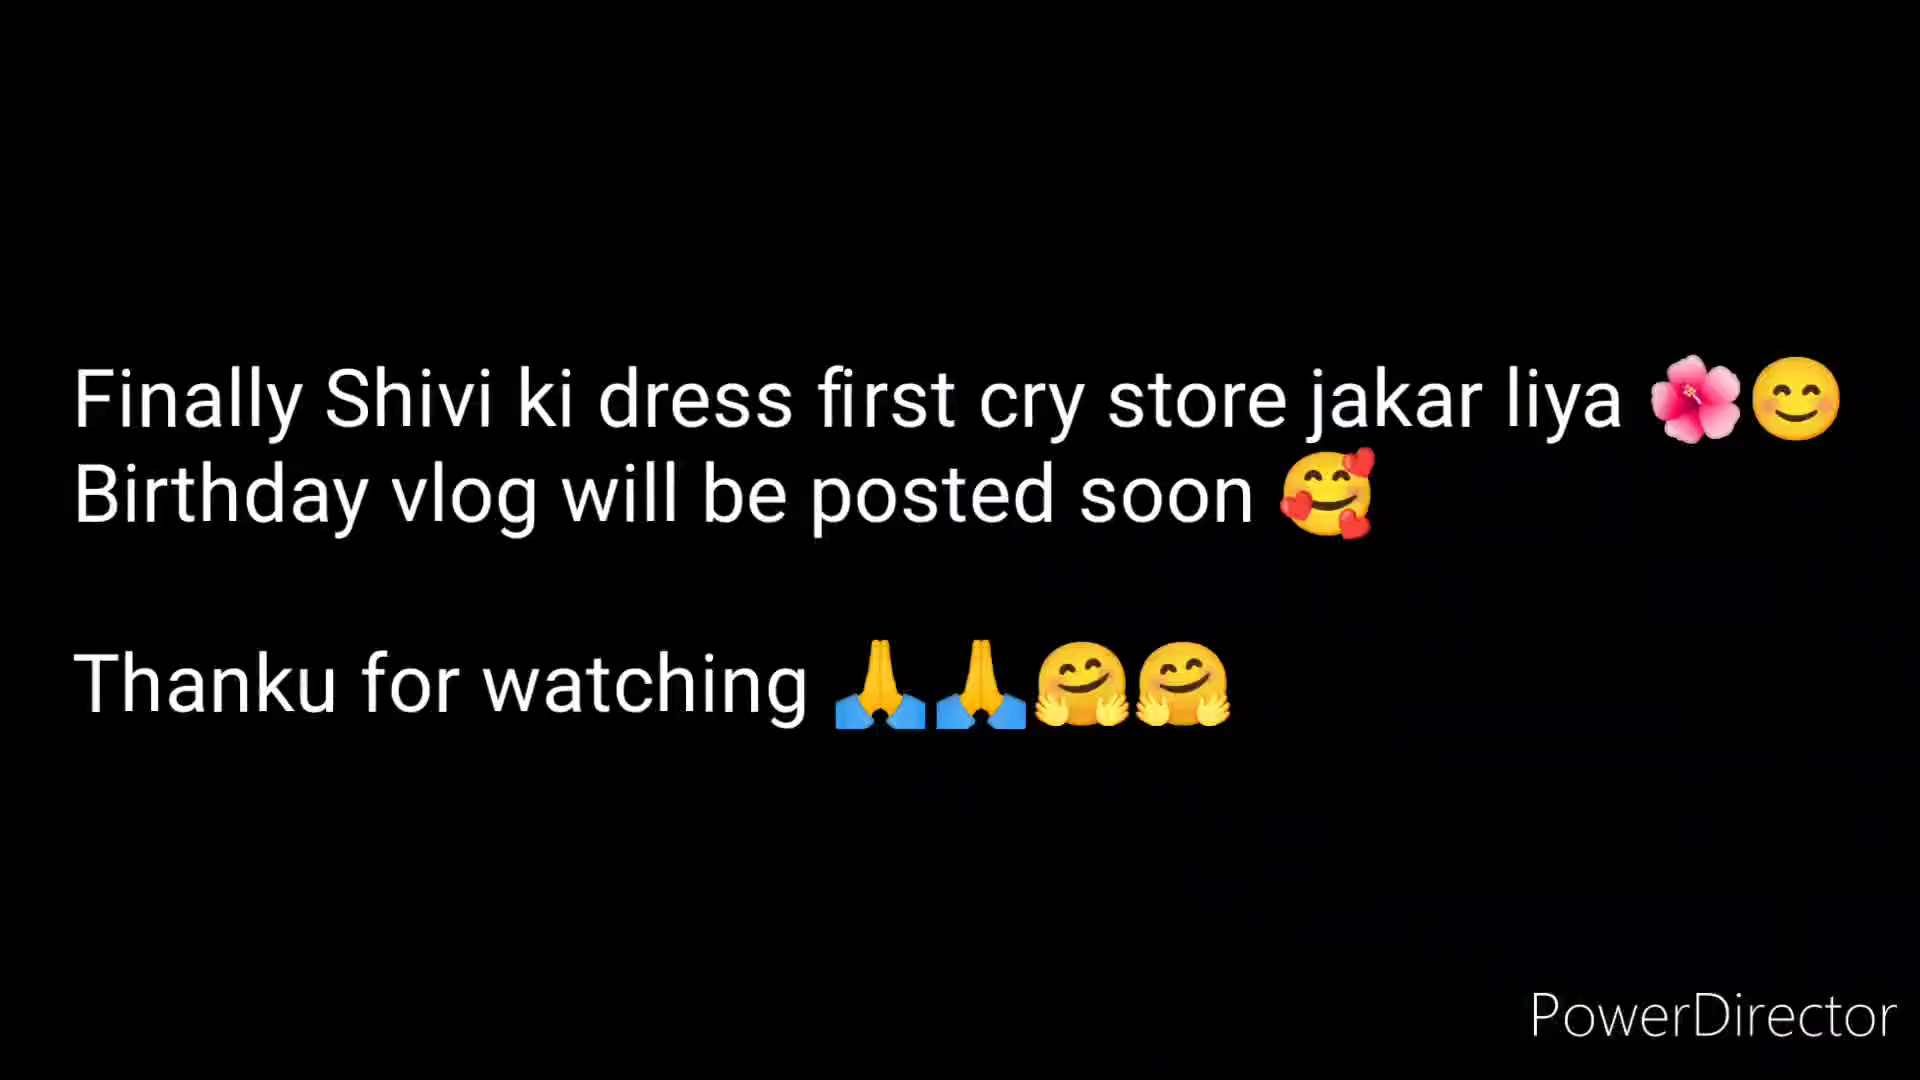 Finally Shivi ki dress first cry store jakar liya 🌺😊
Birthday vlog will be posted soon 🥰
Thanku for watching 🙏🙏🤗🤗
PowerDirector